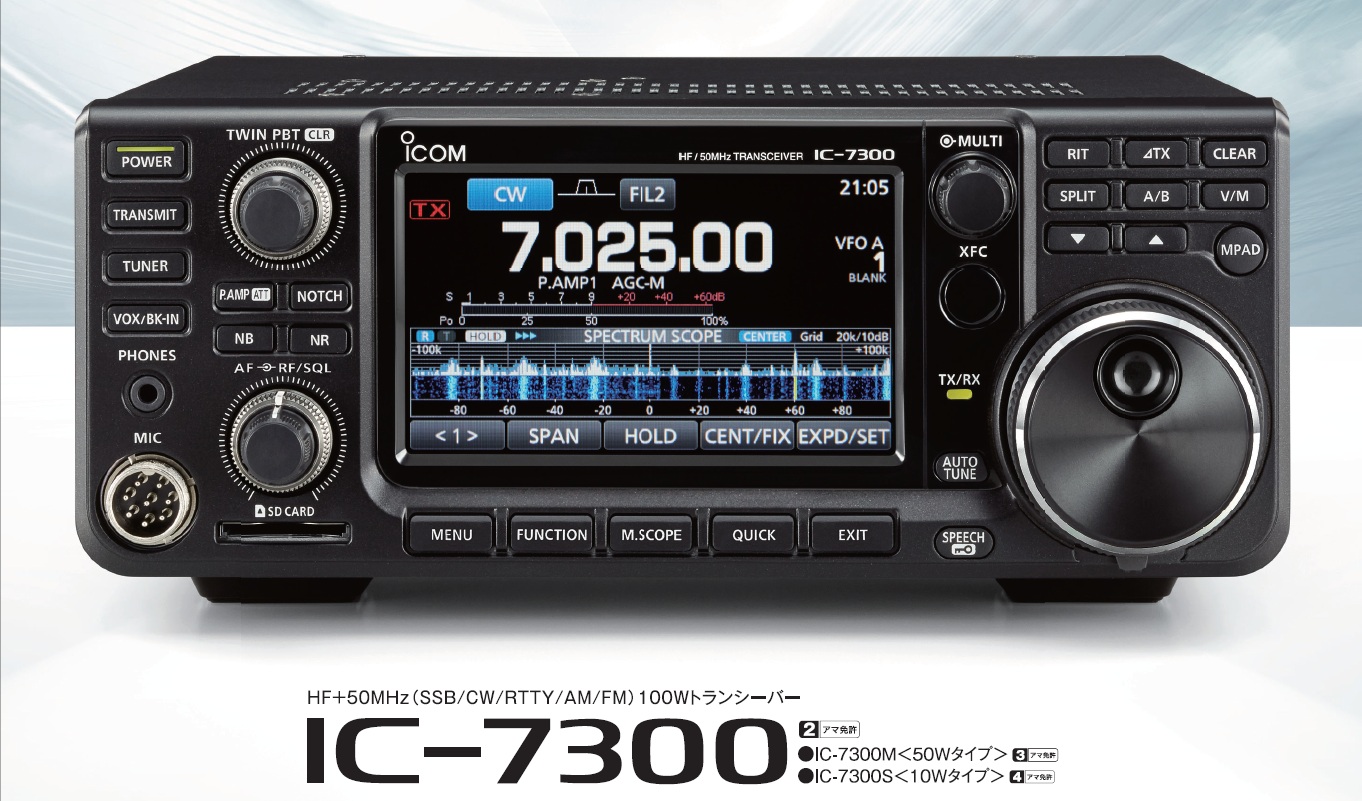 TWIN PBT CLR
POWER
TRANSMIT
TUNER
VOX/BK-IN
PHONES
MIC
P.AMP ATT
NOTCH
NB
NR
AF RF/SQL
SD CARD
ICOM
HF/50MHz TRANSCEIVER IC-7300
CW
FIL2
21:05
TX
7.025.00
VFO A
1
BLANK
P.AMP1 AGC-M
S 1 3 5 7 9 +20 +40 +60dB
Po 0 25 50 100%
R T HOLD ▶▶▶ SPECTRUM SCOPE CENTER Grid 20k/10dB
-100k +100k
-80 -60 -40 -20 0 +20 +40 +60 +80
< 1 > SPAN HOLD CENT/FIX EXPD/SET
MENU FUNCTION M.SCOPE QUICK EXIT
MULTI
XFC
TX/RX
AUTO
TUNE
SPEECH
RIT ⊿TX CLEAR
SPLIT A/B V/M
▼ ▲ MPAD
HF+50MHz(SSB/CW/RTTY/AM/FM)100Wトランシーバー
IC-7300 2 アマ免許
●IC-7300M<50Wタイプ> 3 アマ免許
●IC-7300S<10Wタイプ> 4 アマ免許